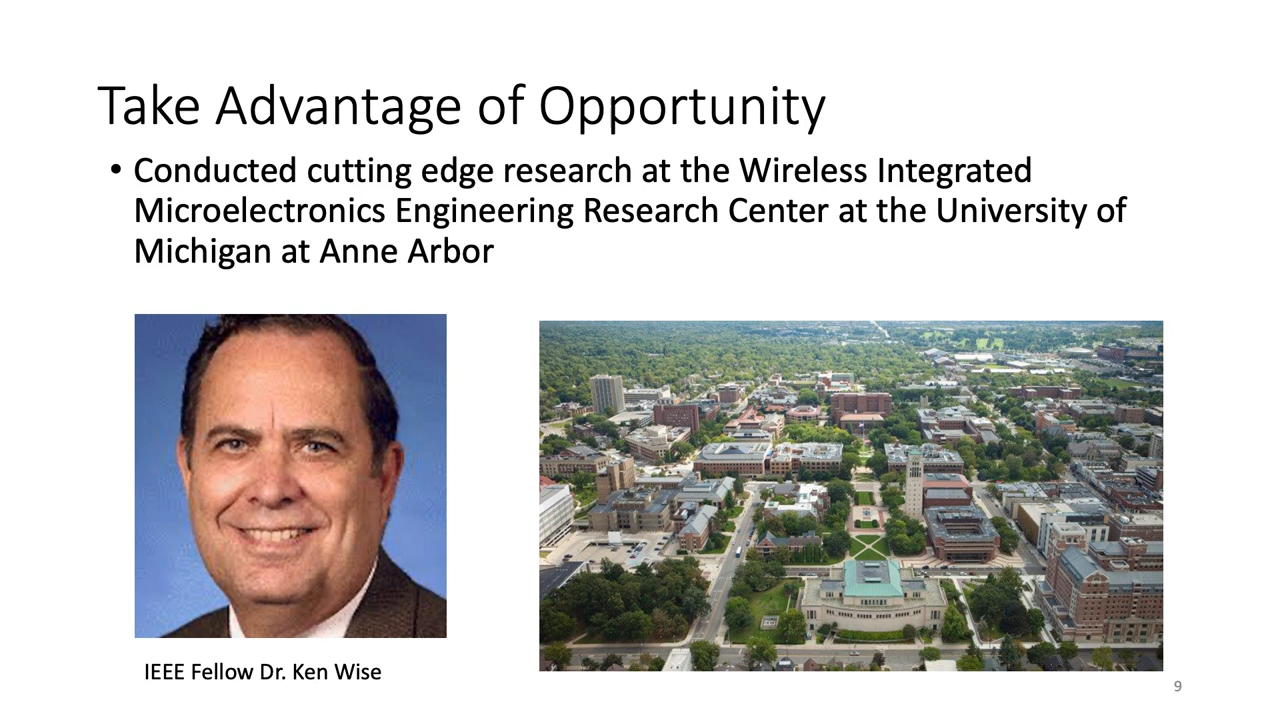 Take Advantage of Opportunity
• Conducted cutting edge research at the Wireless Integrated
Microelectronics Engineering Research Center at the University of
Michigan at Anne Arbor
IEEE Fellow Dr. Ken Wise
9